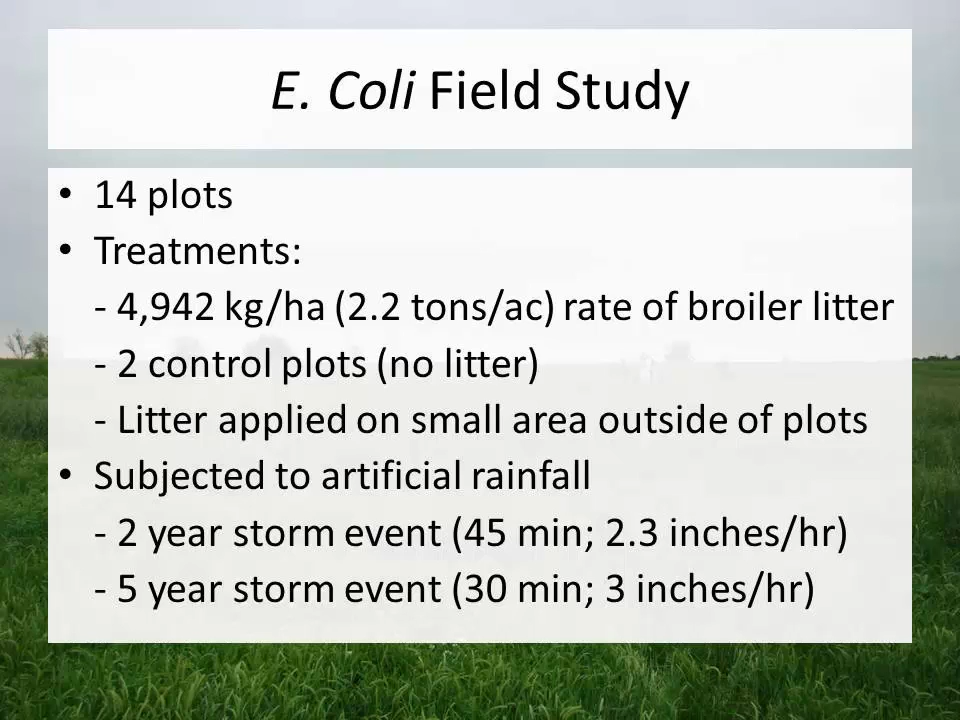 E. Coli Field Study
• 14 plots
• Treatments:
- 4,942 kg/ha (2.2 tons/ac) rate of broiler litter
- 2 control plots (no litter)
- Litter applied on small area outside of plots
• Subjected to artificial rainfall
- 2 year storm event (45 min; 2.3 inches/hr)
- 5 year storm event (30 min; 3 inches/hr)